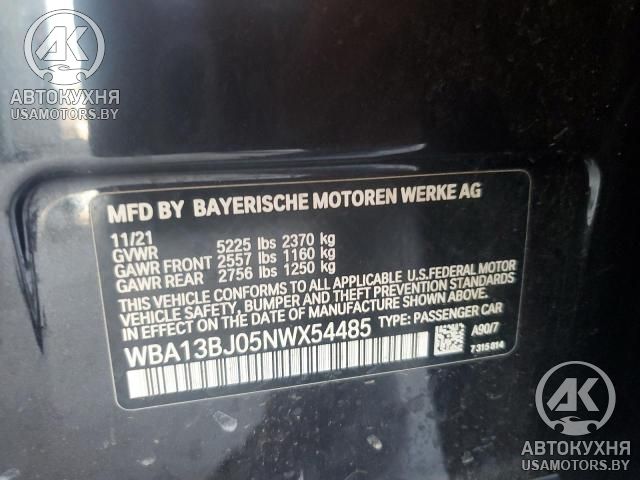 АК
АВТОКУХНЯ
USAMOTORS.BY
MFD BY BAYERISCHE MOTOREN WERKE AG
11/21
GVWR 5225 lbs 2370 kg
GAWR FRONT 2557 lbs 1160 kg
GAWR REAR 2756 lbs 1250 kg
THIS VEHICLE CONFORMS TO ALL APPLICABLE U.S.FEDERAL MOTOR
VEHICLE SAFETY, BUMPER AND THEFT PREVENTION STANDARDS
IN EFFECT ON THE DATE OF MANUFACTURE SHOWN ABOVE.
WBA13BJ05NWX54485 TYPE: PASSENGER CAR
A90/7
7315814
АК
АВТОКУХНЯ
USAMOTORS.BY